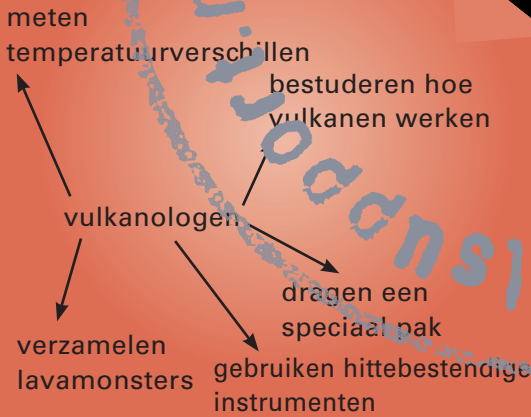 meten
temperatuurverschillen
bestuderen hoe
vulkanen werken
vulkanologen
dragen een
speciaal pak
verzamelen
lavamonsters
gebruiken hittebestendige
instrumenten